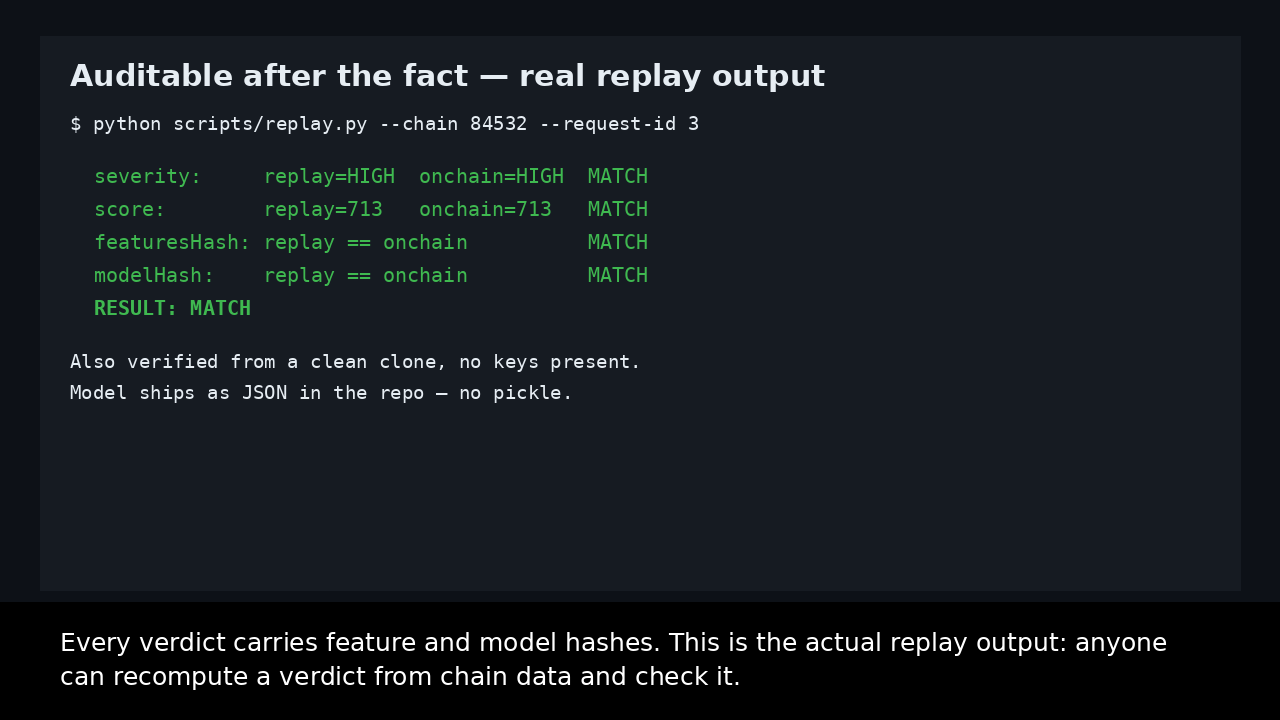 Auditable after the fact — real replay output
$ python scripts/replay.py --chain 84532 --request-id 3
severity:     replay=HIGH  onchain=HIGH  MATCH
score:        replay=713   onchain=713   MATCH
featuresHash: replay == onchain          MATCH
modelHash:    replay == onchain          MATCH
RESULT: MATCH
Also verified from a clean clone, no keys present.
Model ships as JSON in the repo — no pickle.
Every verdict carries feature and model hashes. This is the actual replay output: anyone
can recompute a verdict from chain data and check it.